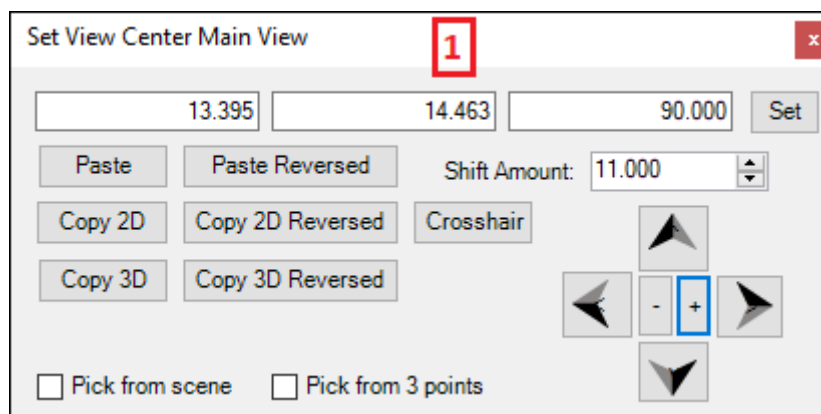 Set View Center Main View
1
x
13.395 14.463 90.000 Set
Paste Paste Reversed Shift Amount: 11.000
Copy 2D Copy 2D Reversed Crosshair
Copy 3D Copy 3D Reversed - +
Pick from scene Pick from 3 points